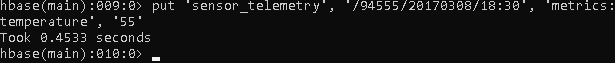 hbase(main):009:0> put 'sensor_telemetry', '/94555/20170308/18:30', 'metrics:
temperature', '55'
Took 0.4533 seconds
hbase(main):010:0>